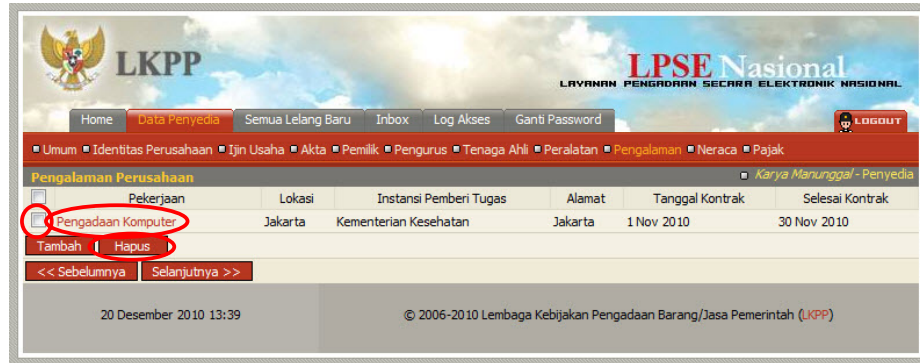 LKPP
LPSE Nasional
LAYANAN PENGADAAN SECARA ELEKTRONIK NASIONAL
Home Data Penyedia Semua Lelang Baru Inbox Log Akses Ganti Password LOGOUT
Umum Identitas Perusahaan Ijin Usaha Akta Pemilik Pengurus Tenaga Ahli Peralatan Pengalaman Neraca Pajak
Pengalaman Perusahaan Karya Manunggal - Penyedia
Pekerjaan Lokasi Instansi Pemberi Tugas Alamat Tanggal Kontrak Selesai Kontrak
Pengadaan Komputer Jakarta Kementerian Kesehatan Jakarta 1 Nov 2010 30 Nov 2010
Tambah Hapus
<< Sebelumnya Selanjutnya >>
20 Desember 2010 13:39 © 2006-2010 Lembaga Kebijakan Pengadaan Barang/Jasa Pemerintah (LKPP)